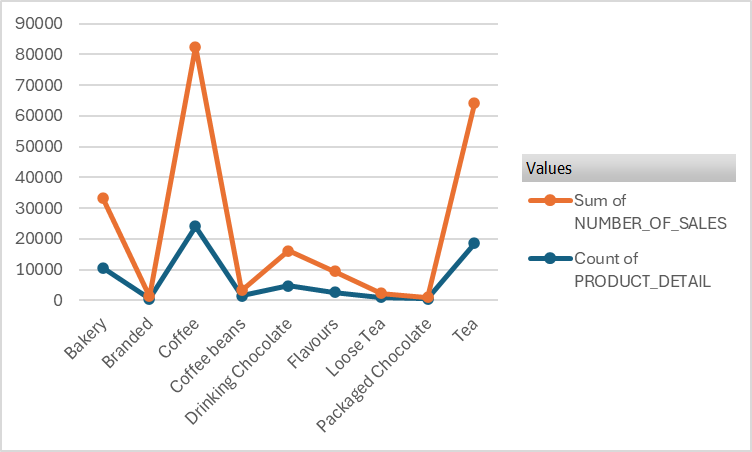 90000
80000
70000
60000
50000
40000
30000
20000
10000
0
Bakery
Branded
Coffee
Coffee beans
Drinking Chocolate
Flavours
Loose Tea
Packaged Chocolate
Tea
Values
Sum of
NUMBER_OF_SALES
Count of
PRODUCT_DETAIL